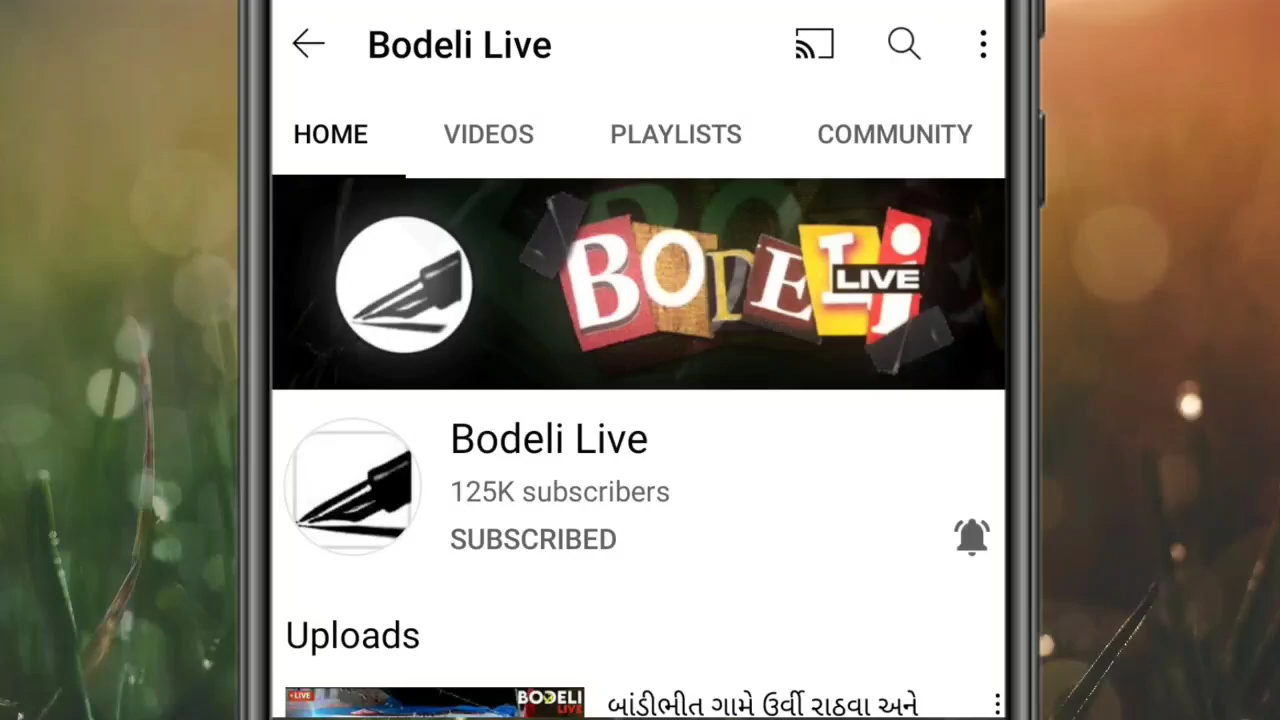 Bodeli Live
HOME VIDEOS PLAYLISTS COMMUNITY
BODELi
LIVE
Bodeli Live
125K subscribers
SUBSCRIBED
Uploads
LIVE
BODELI
LIVE
બાંડીભીત ગામે ઉર્વી રાઠવા અને